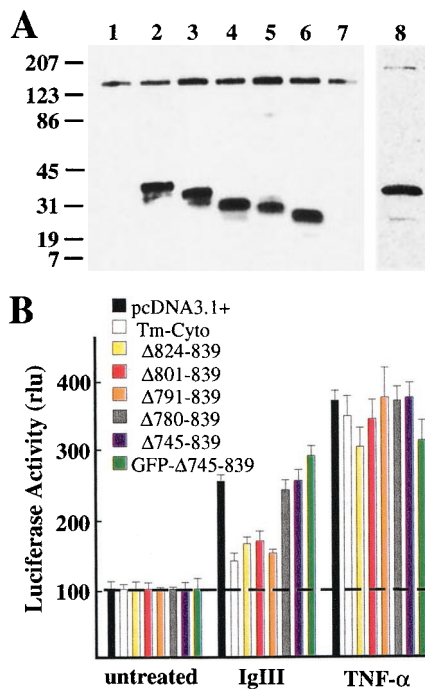 A
1 2 3 4 5 6 7 8
207
123
86
45
31
19
7
B
pcDNA3.1+
Tm-Cyto
Δ824-839
Δ801-839
Δ791-839
Δ780-839
Δ745-839
GFP-Δ745-839
Luciferase Activity (rlu)
400
300
200
100
untreated IgIII TNF-α